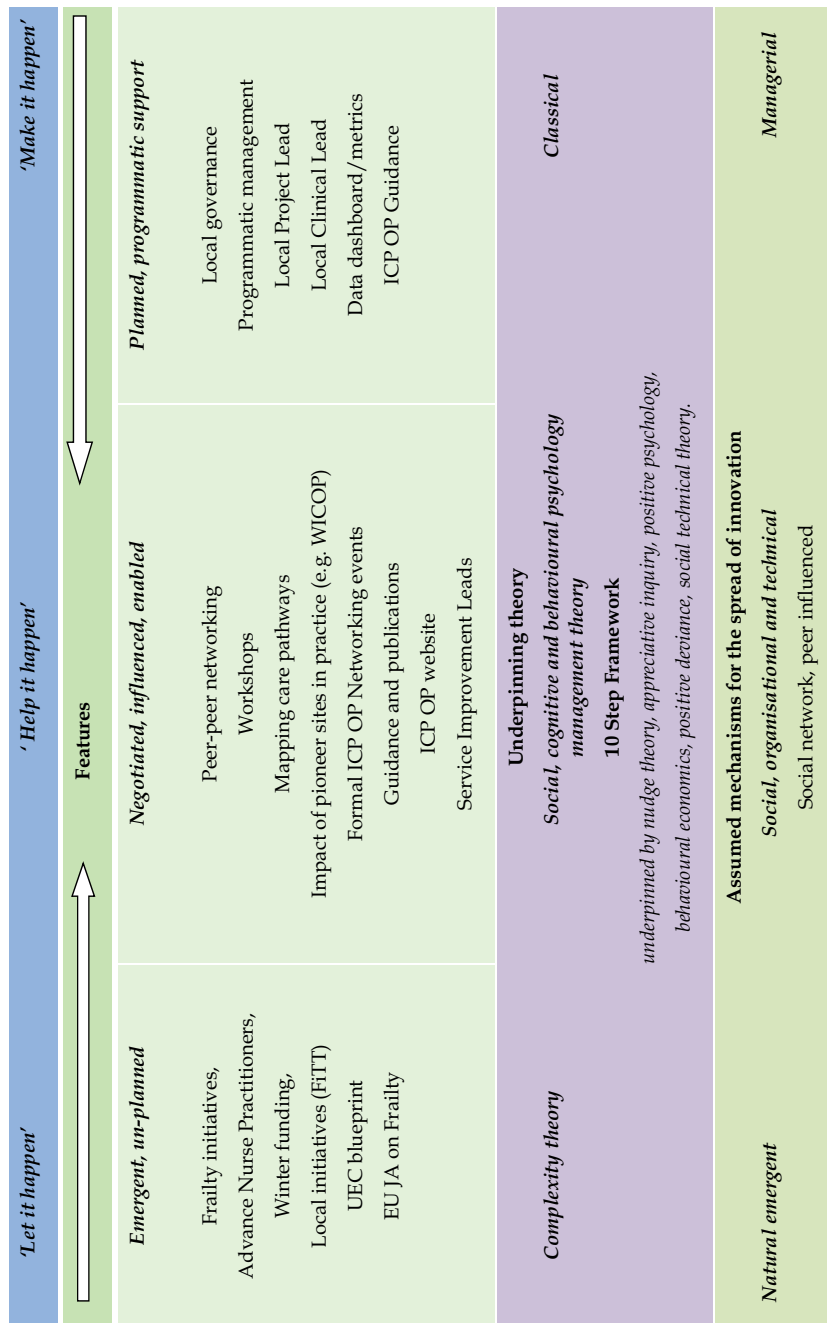 'Let it happen'
' Help it happen'
'Make it happen'
Features
Emergent, un-planned
Frailty initiatives,
Advance Nurse Practitioners,
Winter funding,
Local initiatives (FiTT)
UEC blueprint
EU JA on Frailty
Negotiated, influenced, enabled
Peer-peer networking
Workshops
Mapping care pathways
Impact of pioneer sites in practice (e.g. WICOP)
Formal ICP OP Networking events
Guidance and publications
ICP OP website
Service Improvement Leads
Planned, programmatic support
Local governance
Programmatic management
Local Project Lead
Local Clinical Lead
Data dashboard/metrics
ICP OP Guidance
Underpinning theory
Complexity theory
Social, cognitive and behavioural psychology
management theory
10 Step Framework
underpinned by nudge theory, appreciative inquiry, positive psychology,
behavioural economics, positive deviance, social technical theory.
Classical
Assumed mechanisms for the spread of innovation
Natural emergent
Social, organisational and technical
Social network, peer influenced
Managerial